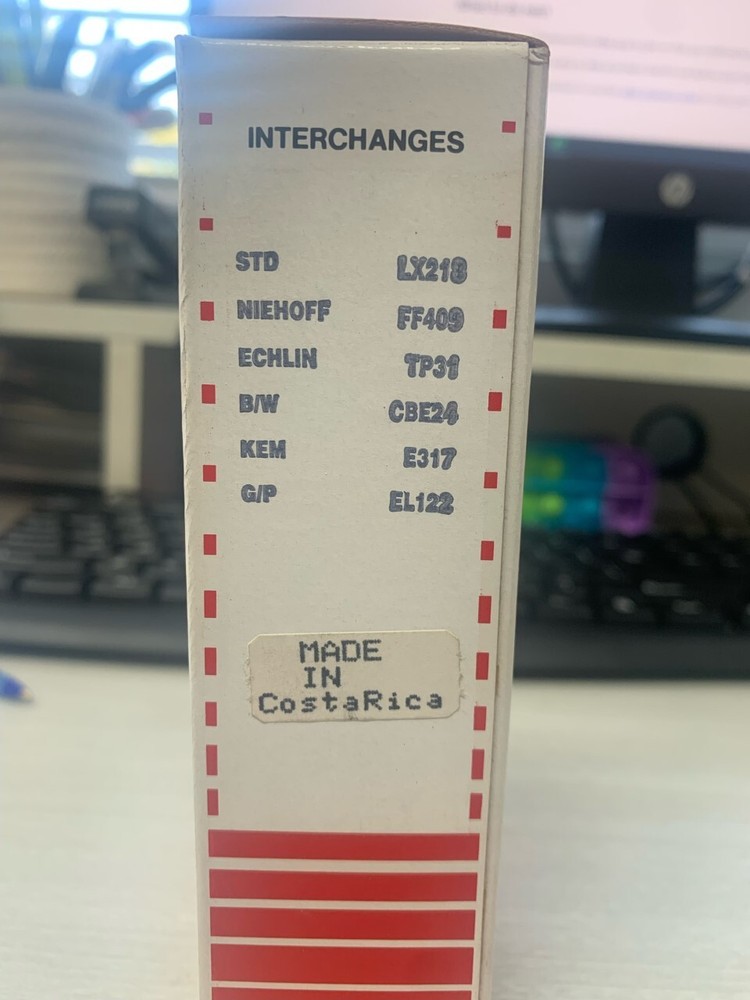 INTERCHANGES
STD LX218
NIEHOFF FF409
ECHLIN TP31
B/W CBE24
KEM E317
G/P EL122
MADE
IN
CostaRica